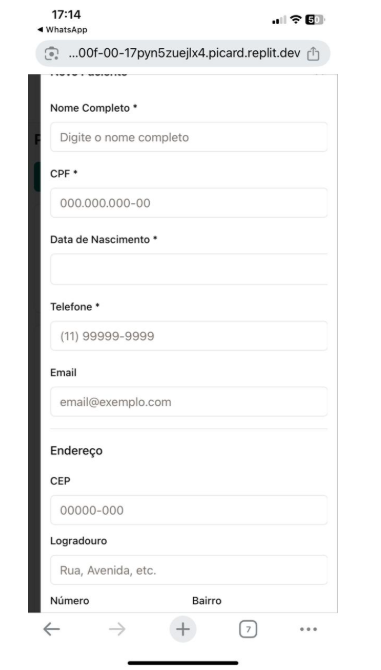 17:14
50
◀ WhatsApp
...00f-00-17pyn5zuejlx4.picard.replit.dev
Novo Paciente
Nome Completo *
Digite o nome completo
CPF *
000.000.000-00
Data de Nascimento *
Telefone *
(11) 99999-9999
Email
email@exemplo.com
Endereço
CEP
00000-000
Logradouro
Rua, Avenida, etc.
Número Bairro
7